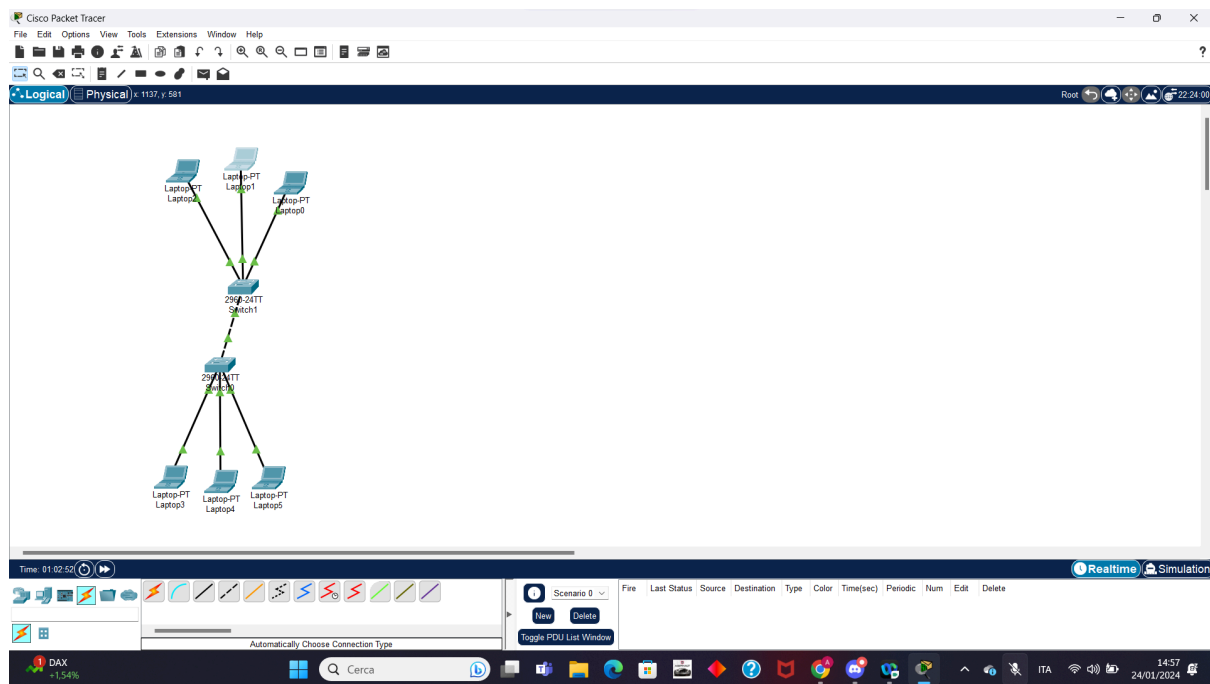 Cisco Packet Tracer
File Edit Options View Tools Extensions Window Help
?
Logical Physical x: 1137, y: 581 Root 22:24:00
Laptop-PT
Laptop2
Laptop-PT
Laptop1
Laptop-PT
Laptop0
2960-24TT
Switch1
2960-24TT
Switch0
Laptop-PT
Laptop3
Laptop-PT
Laptop4
Laptop-PT
Laptop5
Time: 01:02:52 Realtime Simulation
Scenario 0
New Delete
Toggle PDU List Window
Fire Last Status Source Destination Type Color Time(sec) Periodic Num Edit Delete
Automatically Choose Connection Type
1 DAX
+1,54%
Cerca
ITA
14:57
24/01/2024